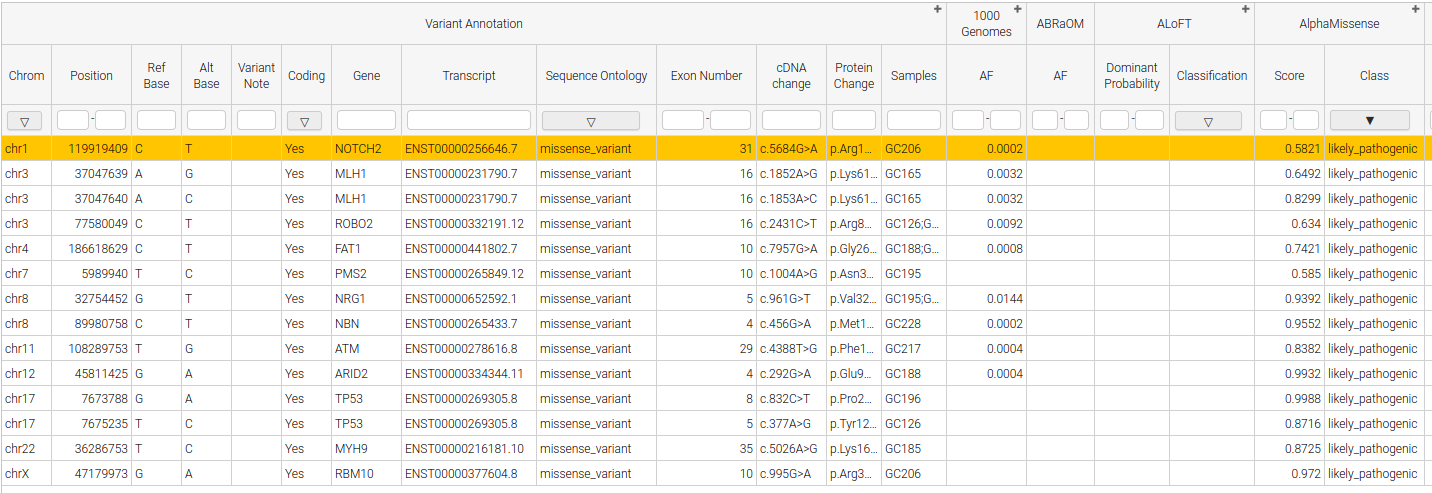 Variant Annotation + 1000 Genomes + ABRaOM ALoFT + AlphaMissense +
Chrom Position Ref Base Alt Base Variant Note Coding Gene Transcript Sequence Ontology Exon Number cDNA change Protein Change Samples AF AF Dominant Probability Classification Score Class
chr1 119919409 C T Yes NOTCH2 ENST00000256646.7 missense_variant 31 c.5684G>A p.Arg1... GC206 0.0002 0.5821 likely_pathogenic
chr3 37047639 A G Yes MLH1 ENST00000231790.7 missense_variant 16 c.1852A>G p.Lys61... GC165 0.0032 0.6492 likely_pathogenic
chr3 37047640 A C Yes MLH1 ENST00000231790.7 missense_variant 16 c.1853A>C p.Lys61... GC165 0.0032 0.8299 likely_pathogenic
chr3 77580049 C T Yes ROBO2 ENST00000332191.12 missense_variant 16 c.2431C>T p.Arg8... GC126;G... 0.0092 0.634 likely_pathogenic
chr4 186618629 C T Yes FAT1 ENST00000441802.7 missense_variant 10 c.7957G>A p.Gly26... GC188;G... 0.0008 0.7421 likely_pathogenic
chr7 5989940 T C Yes PMS2 ENST00000265849.12 missense_variant 10 c.1004A>G p.Asn3... GC195 0.585 likely_pathogenic
chr8 32754452 G T Yes NRG1 ENST00000652592.1 missense_variant 5 c.961G>T p.Val32... GC195;G... 0.0144 0.9392 likely_pathogenic
chr8 89980758 C T Yes NBN ENST00000265433.7 missense_variant 4 c.456G>A p.Met1... GC228 0.0002 0.9552 likely_pathogenic
chr11 108289753 T G Yes ATM ENST00000278616.8 missense_variant 29 c.4388T>G p.Phe1... GC217 0.0004 0.8382 likely_pathogenic
chr12 45811425 G A Yes ARID2 ENST00000334344.11 missense_variant 4 c.292G>A p.Glu9... GC188 0.0004 0.9932 likely_pathogenic
chr17 7673788 G A Yes TP53 ENST00000269305.8 missense_variant 8 c.832C>T p.Pro2... GC196 0.9988 likely_pathogenic
chr17 7675235 T C Yes TP53 ENST00000269305.8 missense_variant 5 c.377A>G p.Tyr12... GC126 0.8716 likely_pathogenic
chr22 36286753 T C Yes MYH9 ENST00000216181.10 missense_variant 35 c.5026A>G p.Lys16... GC185 0.8725 likely_pathogenic
chrX 47179973 G A Yes RBM10 ENST00000377604.8 missense_variant 10 c.995G>A p.Arg3... GC206 0.972 likely_pathogenic